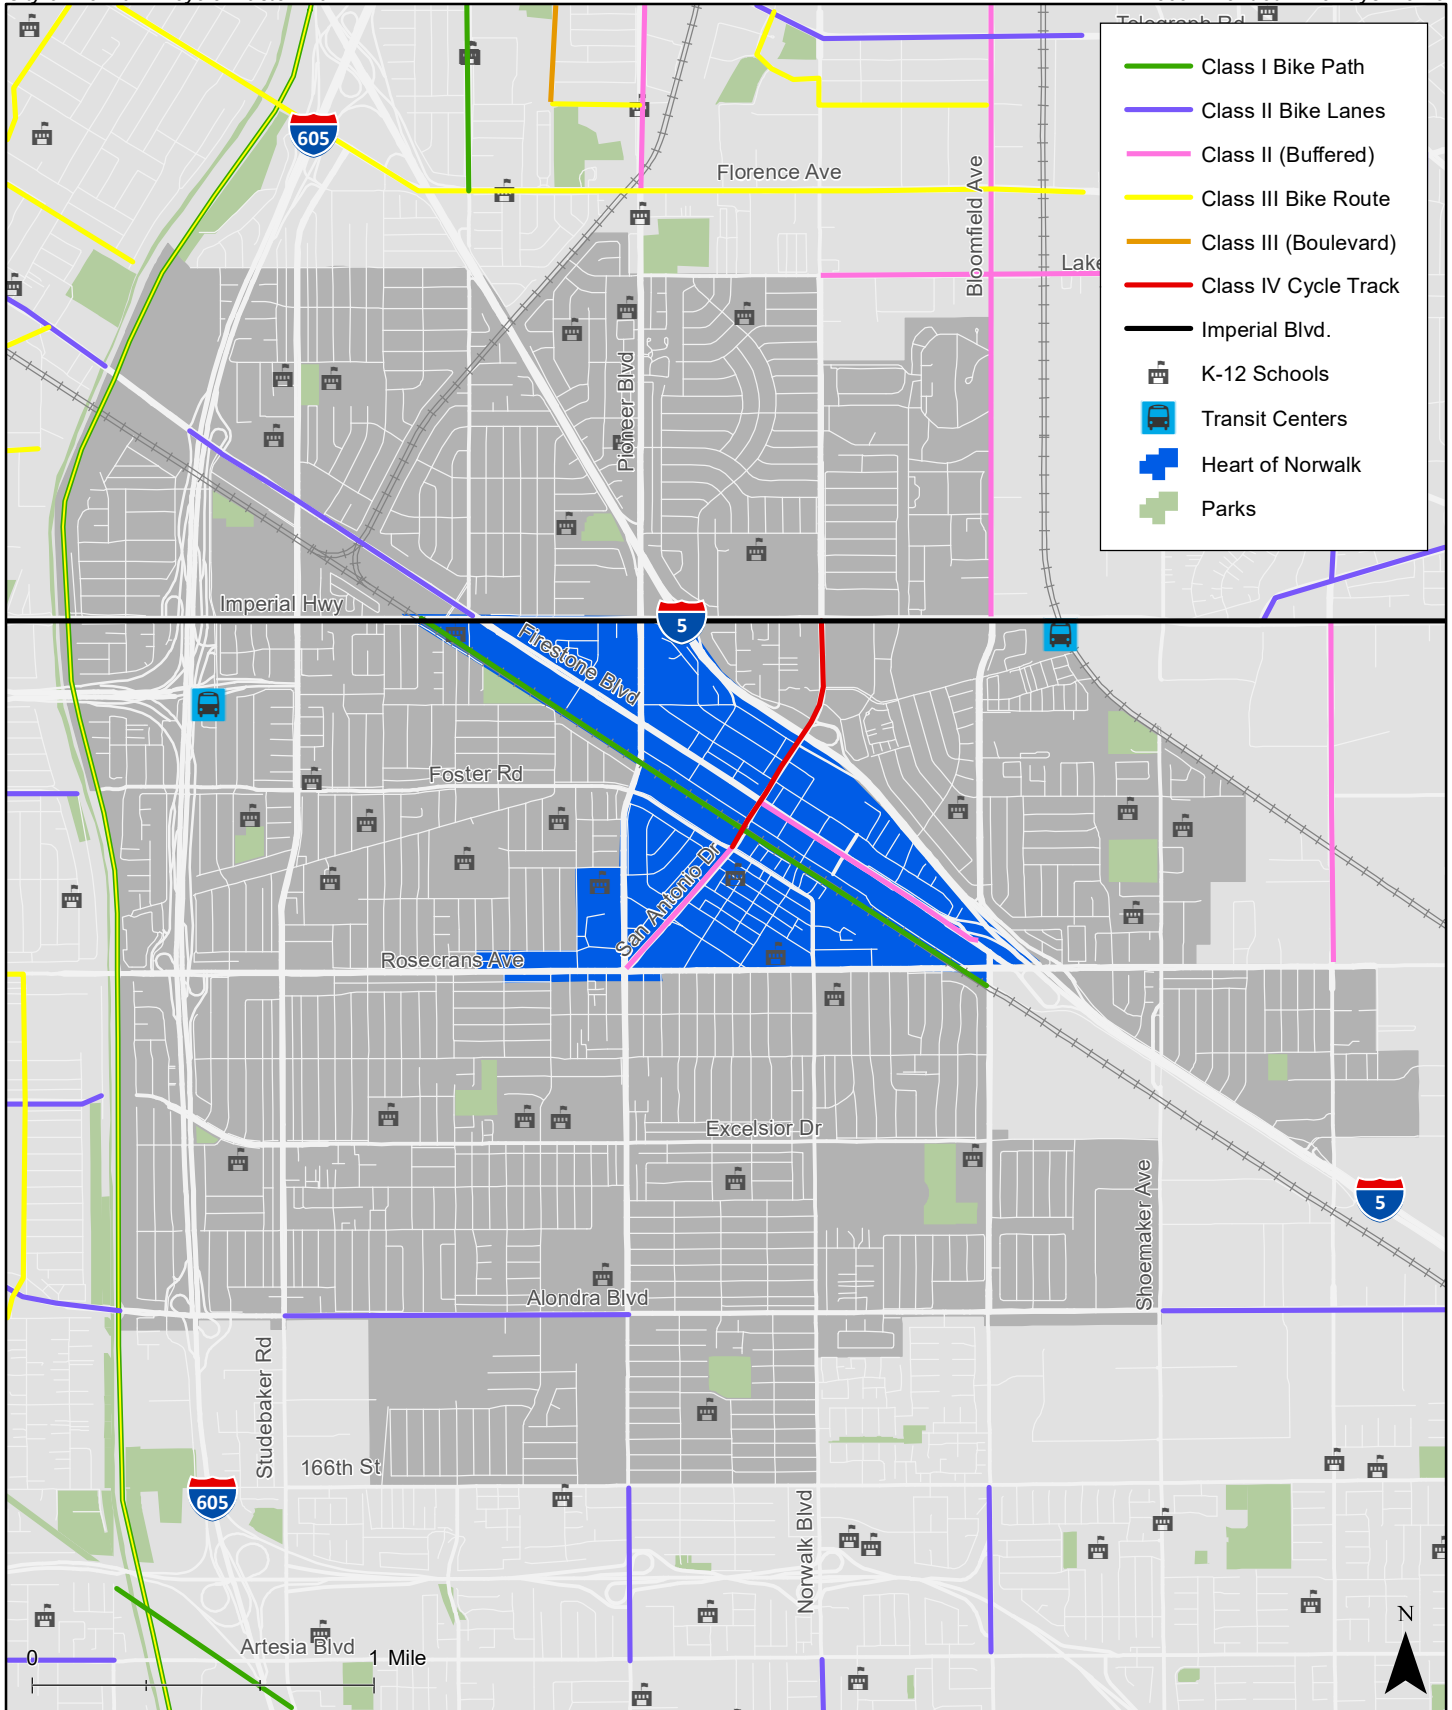 Telegraph Rd
Class I Bike Path
Class II Bike Lanes
Class II (Buffered)
Class III Bike Route
Class III (Boulevard)
Class IV Cycle Track
Imperial Blvd.
K-12 Schools
Transit Centers
Heart of Norwalk
Parks
605
Florence Ave
Bloomfield Ave
Lake
Pioneer Blvd
Imperial Hwy
5
Firestone Blvd
Foster Rd
San Antonio Dr
Rosecrans Ave
Excelsior Dr
Shoemaker Ave
5
Alondra Blvd
Studebaker Rd
166th St
605
Norwalk Blvd
Artesia Blvd
0
1 Mile
N